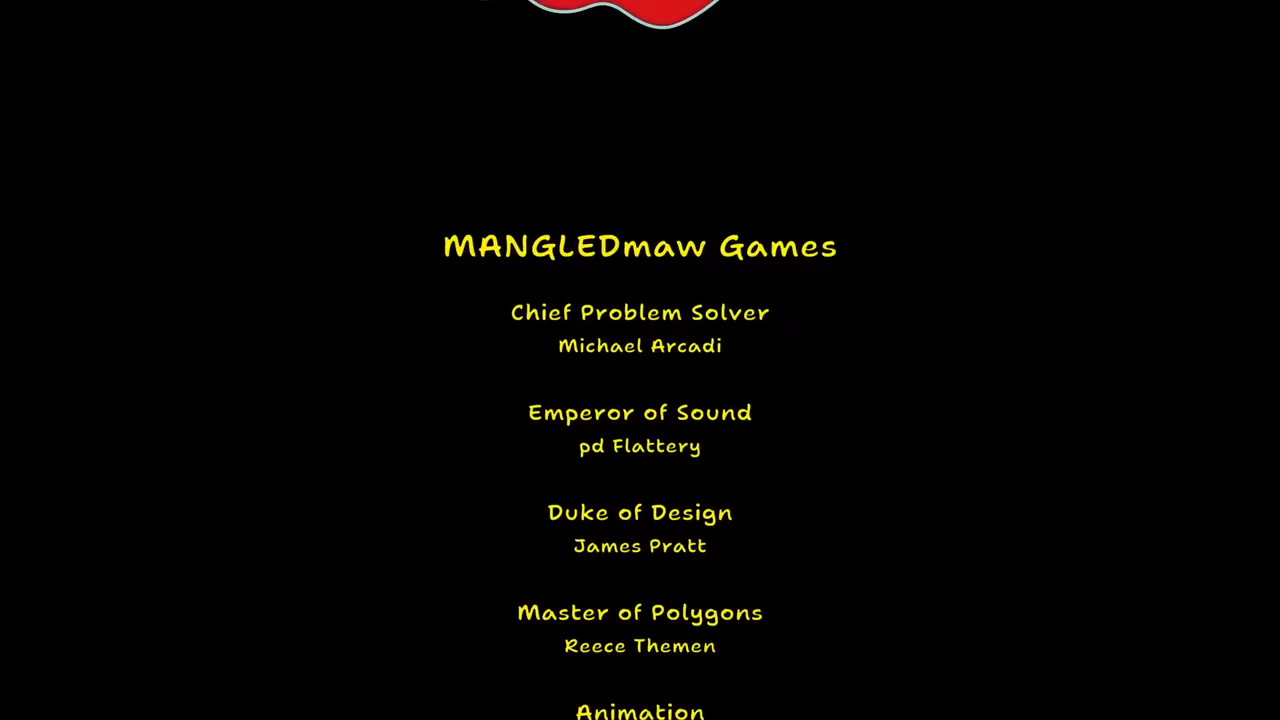 MANGLEDmaw Games
Chief Problem Solver
Michael Arcadi
Emperor of Sound
pd Flattery
Duke of Design
James Pratt
Master of Polygons
Reece Themen
Animation